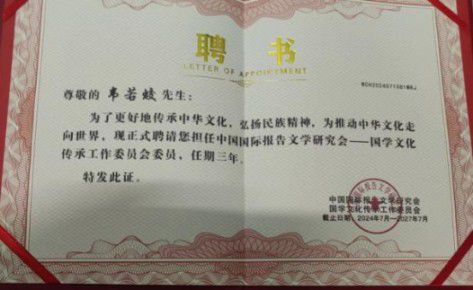 聘书
LETTER OF APPOINTMENT
尊敬的 韦若蛟 先生:
为了更好地传承中华文化,弘扬民族精神,为推动中华文化走
向世界,现正式聘请您担任中国国际报告文学研究会——国学文化
传承工作委员会委员,任期三年。
特发此证。
中国国际报告文学研究会
国学文化传承工作委员会
截止日期:2024年7月—2027年7月